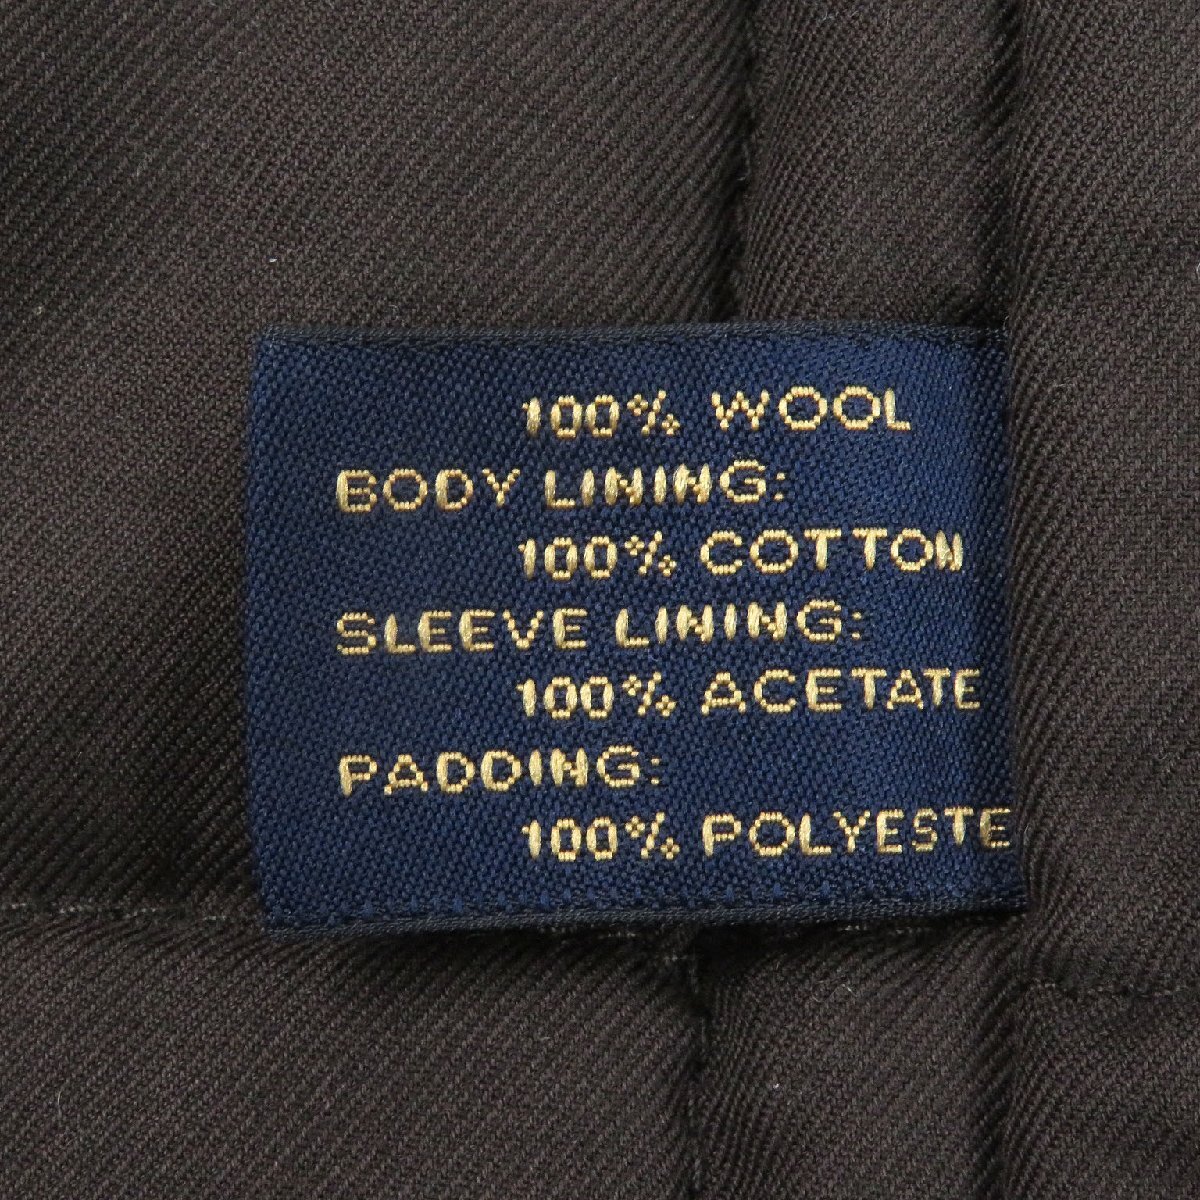 100% WOOL
BODY LINING:
100% COTTON
SLEEVE LINING:
100% ACETATE
PADDING:
100% POLYESTE